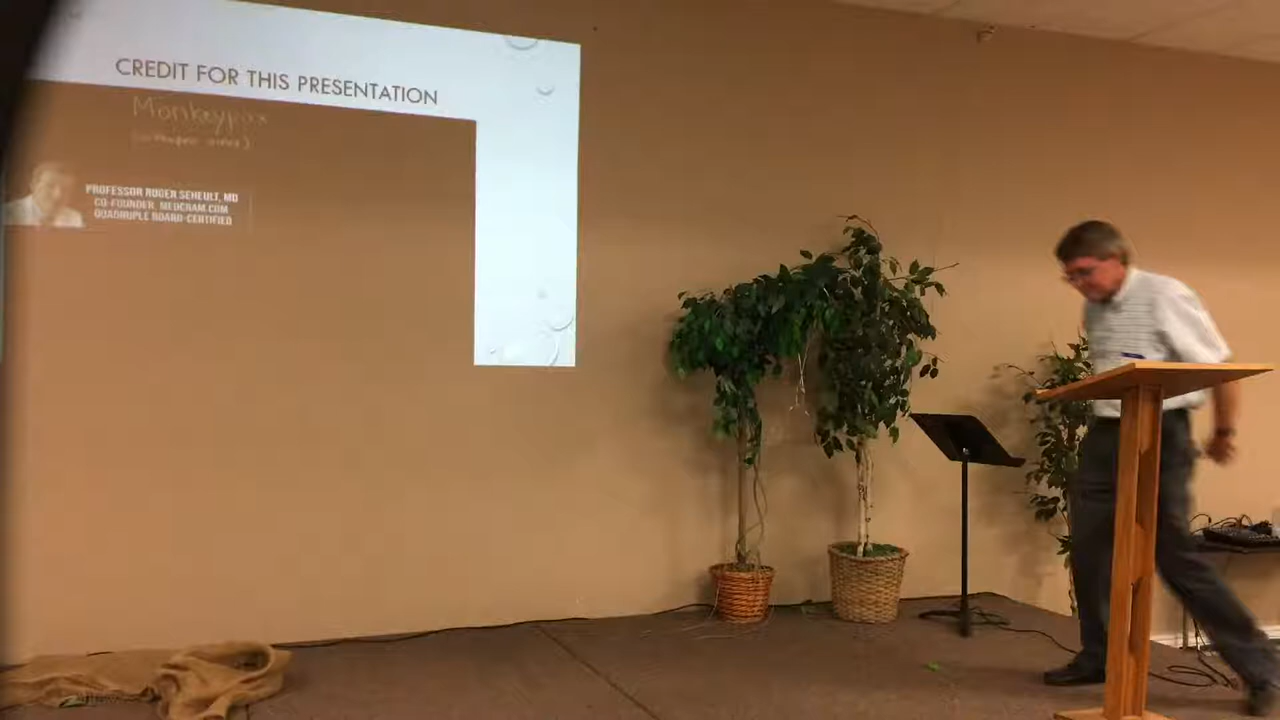 CREDIT FOR THIS PRESENTATION
Monkeypox
PROFESSOR ROGER SEHEULT, MD
CO-FOUNDER MEDCRAM.COM
QUADRUPLE BOARD-CERTIFIED